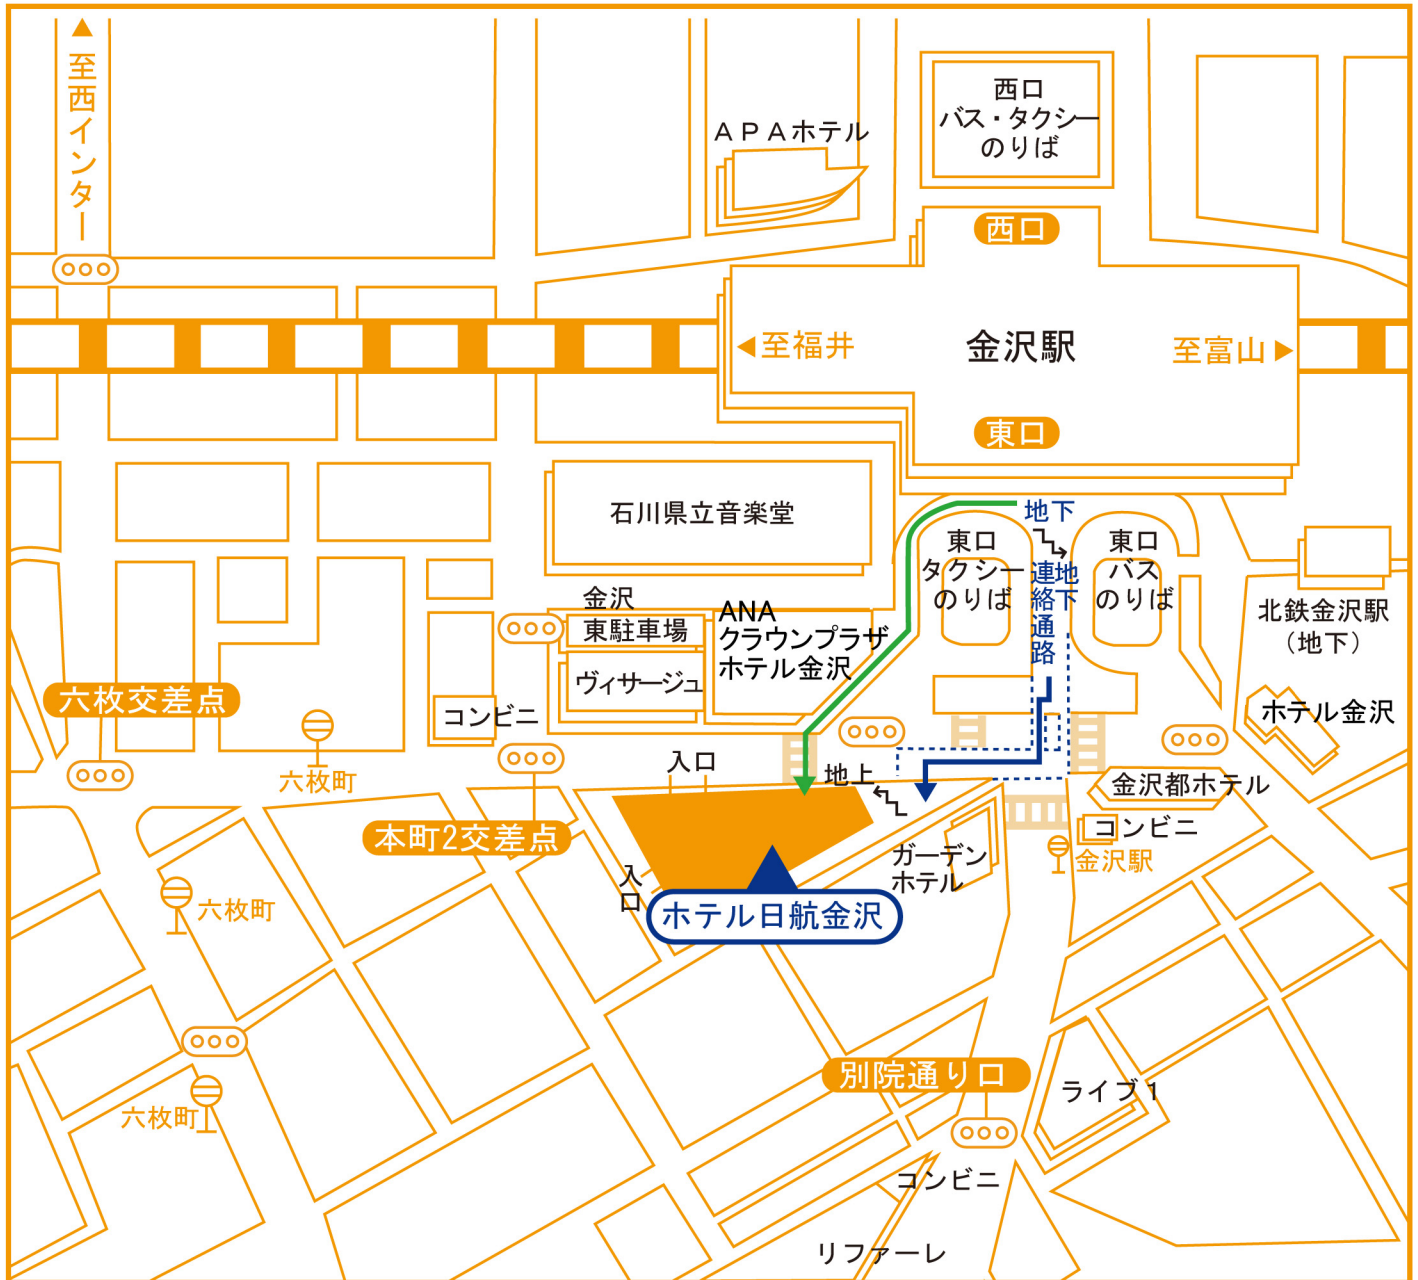 至西インター
APAホテル
西口
バス・タクシー
のりば
西口
至福井
金沢駅
至富山
東口
石川県立音楽堂
地下
東口
タクシー
のりば
地下
連絡通路
東口
バス
のりば
北鉄金沢駅
（地下）
金沢
東駐車場
ANA
クラウンプラザ
ホテル金沢
ヴィサージュ
コンビニ
六枚交差点
ホテル金沢
六枚町
入口
地上
金沢都ホテル
本町2交差点
コンビニ
ガーデン
ホテル
金沢駅
入口
六枚町
ホテル日航金沢
別院通り口
ライブ1
六枚町
コンビニ
リファーレ